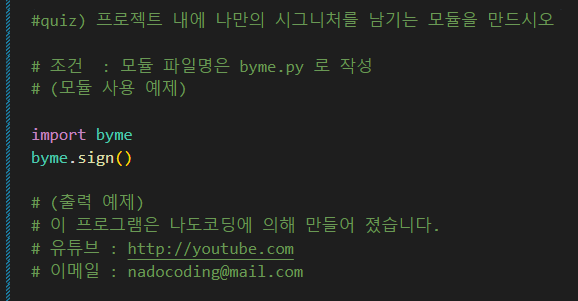 #quiz) 프로젝트 내에 나만의 시그니처를 남기는 모듈을 만드시오
# 조건  : 모듈 파일명은 byme.py 로 작성
# (모듈 사용 예제)
import byme
byme.sign()
# (출력 예제)
# 이 프로그램은 나도코딩에 의해 만들어 졌습니다.
# 유튜브 : http://youtube.com
# 이메일 : nadocoding@mail.com